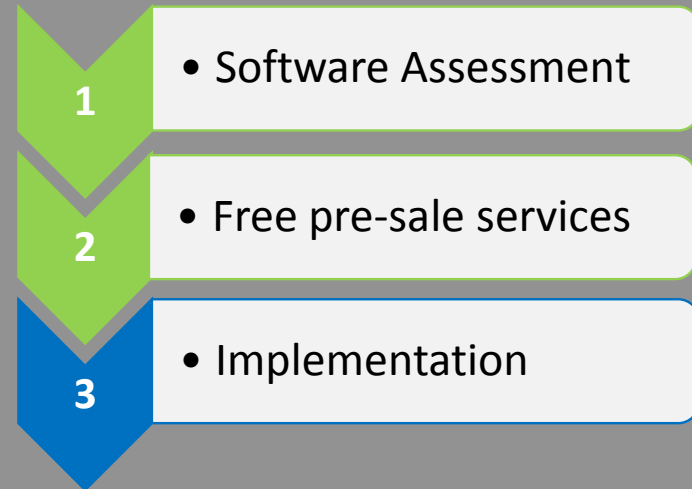 1
• Software Assessment
2
• Free pre-sale services
3
• Implementation